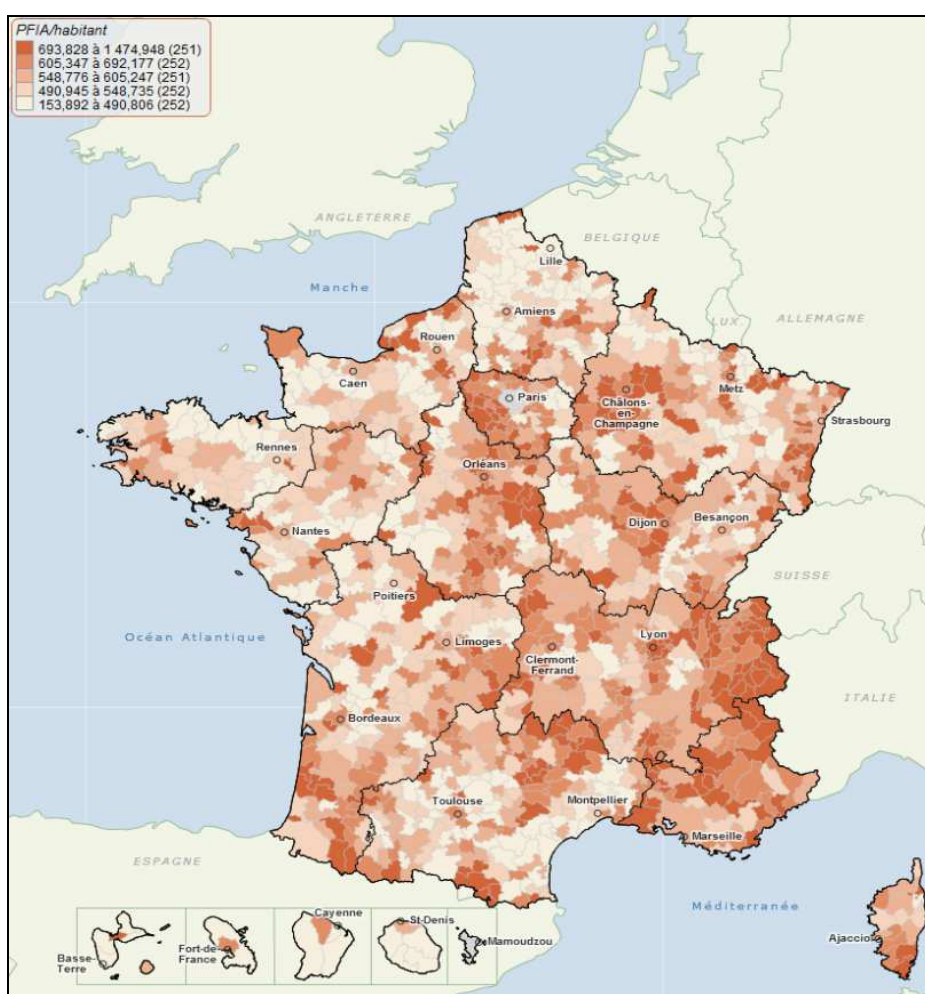 PFIA/habitant
693,828 à 1 474,948 (251)
605,347 à 692,177 (252)
548,776 à 605,247 (251)
490,945 à 548,735 (252)
153,892 à 490,806 (252)
ANGLETERRE
BELGIQUE
Lille
Manche
Amiens
LUX.
ALLEMAGNE
Rouen
Caen
Metz
Paris
Châlons-
en-
Champagne
Strasbourg
Rennes
Orléans
Dijon
Besançon
Nantes
SUISSE
Poitiers
Océan Atlantique
Limoges
Lyon
Clermont-
Ferrand
ITALIE
Bordeaux
Toulouse
Montpellier
Marseille
ESPAGNE
Méditerranée
Ajaccio
Basse-
Terre
Fort-de-
France
Cayenne
St-Denis
Mamoudzou